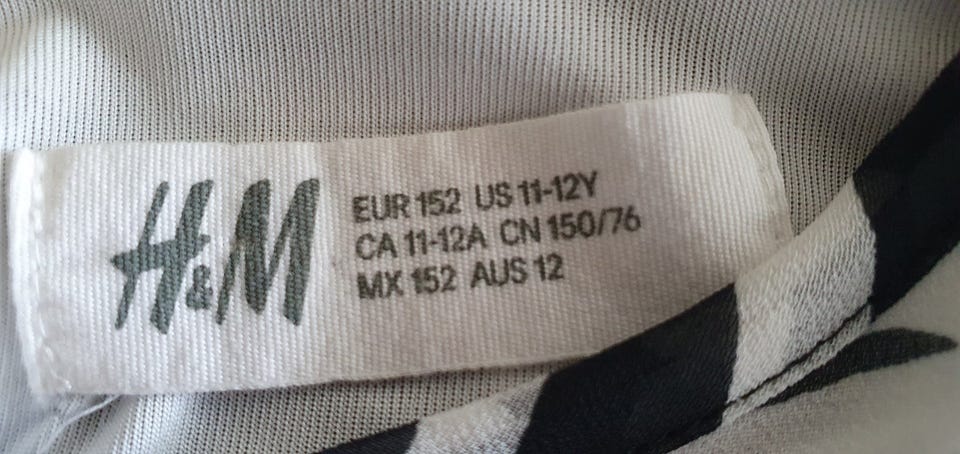 H&M
EUR 152 US 11-12Y
CA 11-12A CN 150/76
MX 152 AUS 12